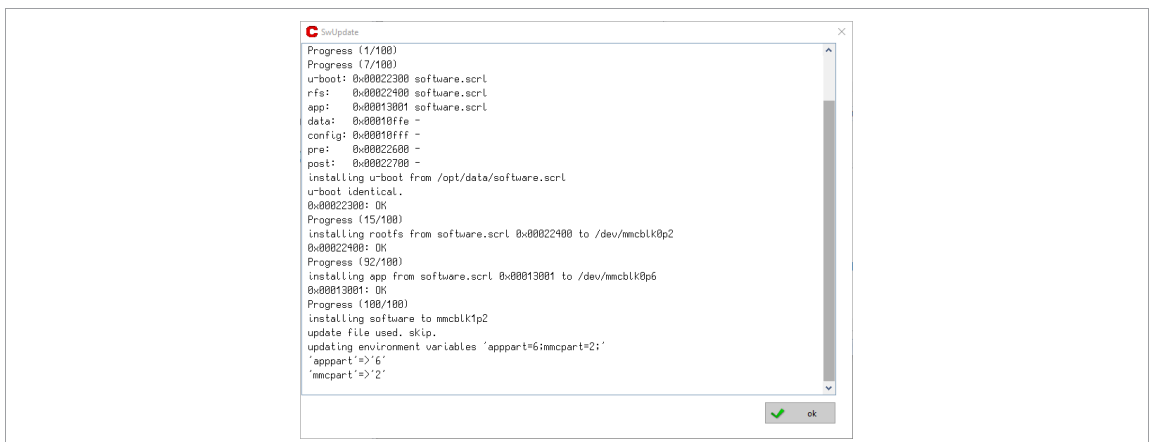 SwUpdate
Progress (1/100)
Progress (7/100)
u-boot: 0x00022300 software.scrl
rfs: 0x00022400 software.scrl
app: 0x00013001 software.scrl
data: 0x00010ffe -
config: 0x00010fff -
pre: 0x00022600 -
post: 0x00022700 -
installing u-boot from /opt/data/software.scrl
u-boot identical.
0x00022300: OK
Progress (15/100)
installing rootfs from software.scrl 0x00022400 to /dev/mmcblk0p2
0x00022400: OK
Progress (92/100)
installing app from software.scrl 0x00013001 to /dev/mmcblk0p6
0x00013001: OK
Progress (100/100)
installing software to mmcblk1p2
update file used. skip.
updating environment variables 'apppart=6;mmcpart=2;'
'apppart'=>'6'
'mmcpart'=>'2'
ok